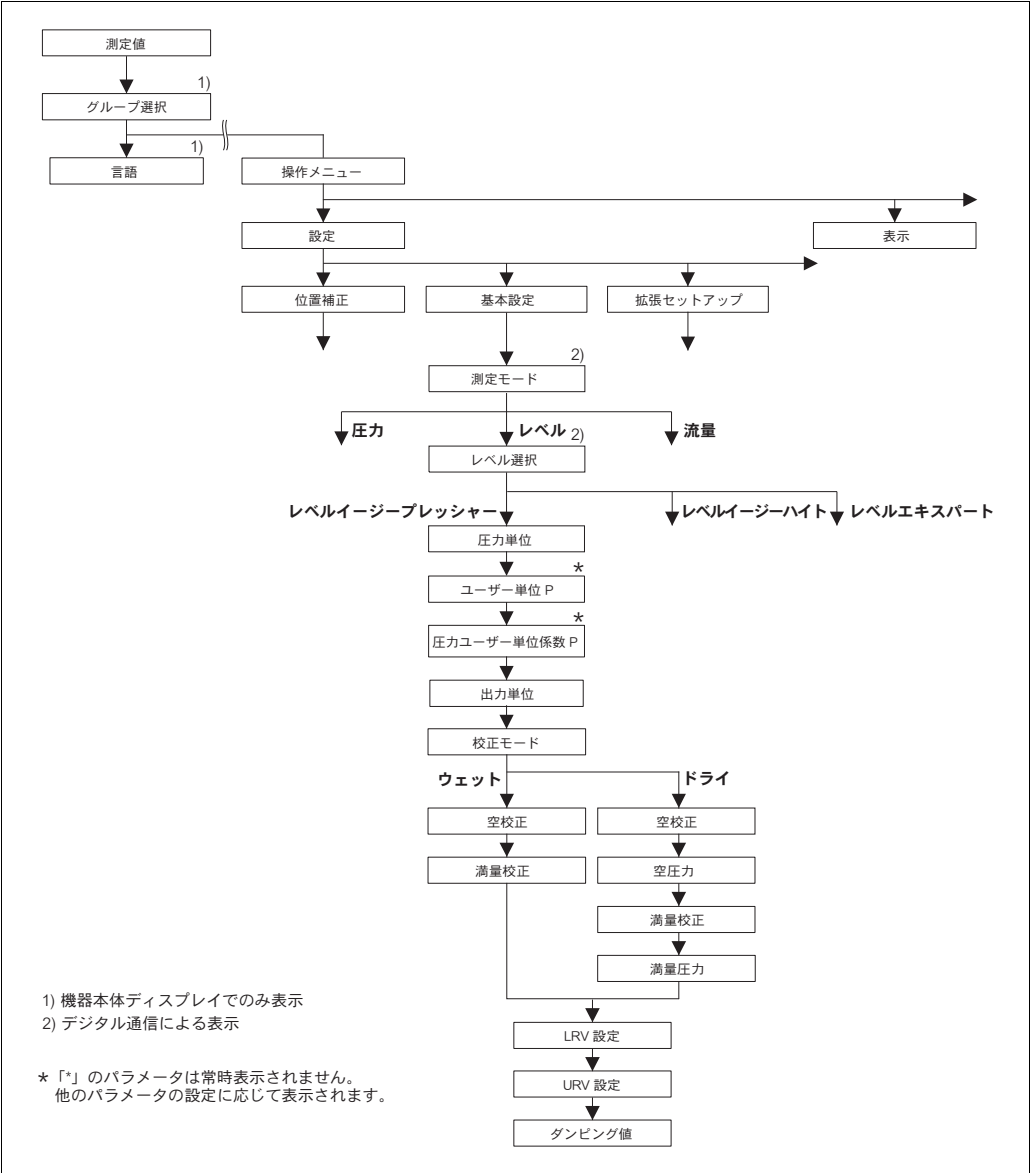 測定値
1)
グループ選択
1)
言語
操作メニュー
設定
表示
位置補正
基本設定
拡張セットアップ
2)
測定モード
圧力
レベル 2)
流量
レベル選択
レベルイージープレッシャー
レベルイージーハイト
レベルエキスパート
圧力単位
*
ユーザー単位 P
*
圧力ユーザー単位係数 P
出力単位
校正モード
ウェット
ドライ
空校正
空校正
満量校正
空圧力
満量校正
満量圧力
1) 機器本体ディスプレイでのみ表示
2) デジタル通信による表示
LRV 設定
* 「*」のパラメータは常時表示されません。
他のパラメータの設定に応じて表示されます。
URV 設定
ダンピング値